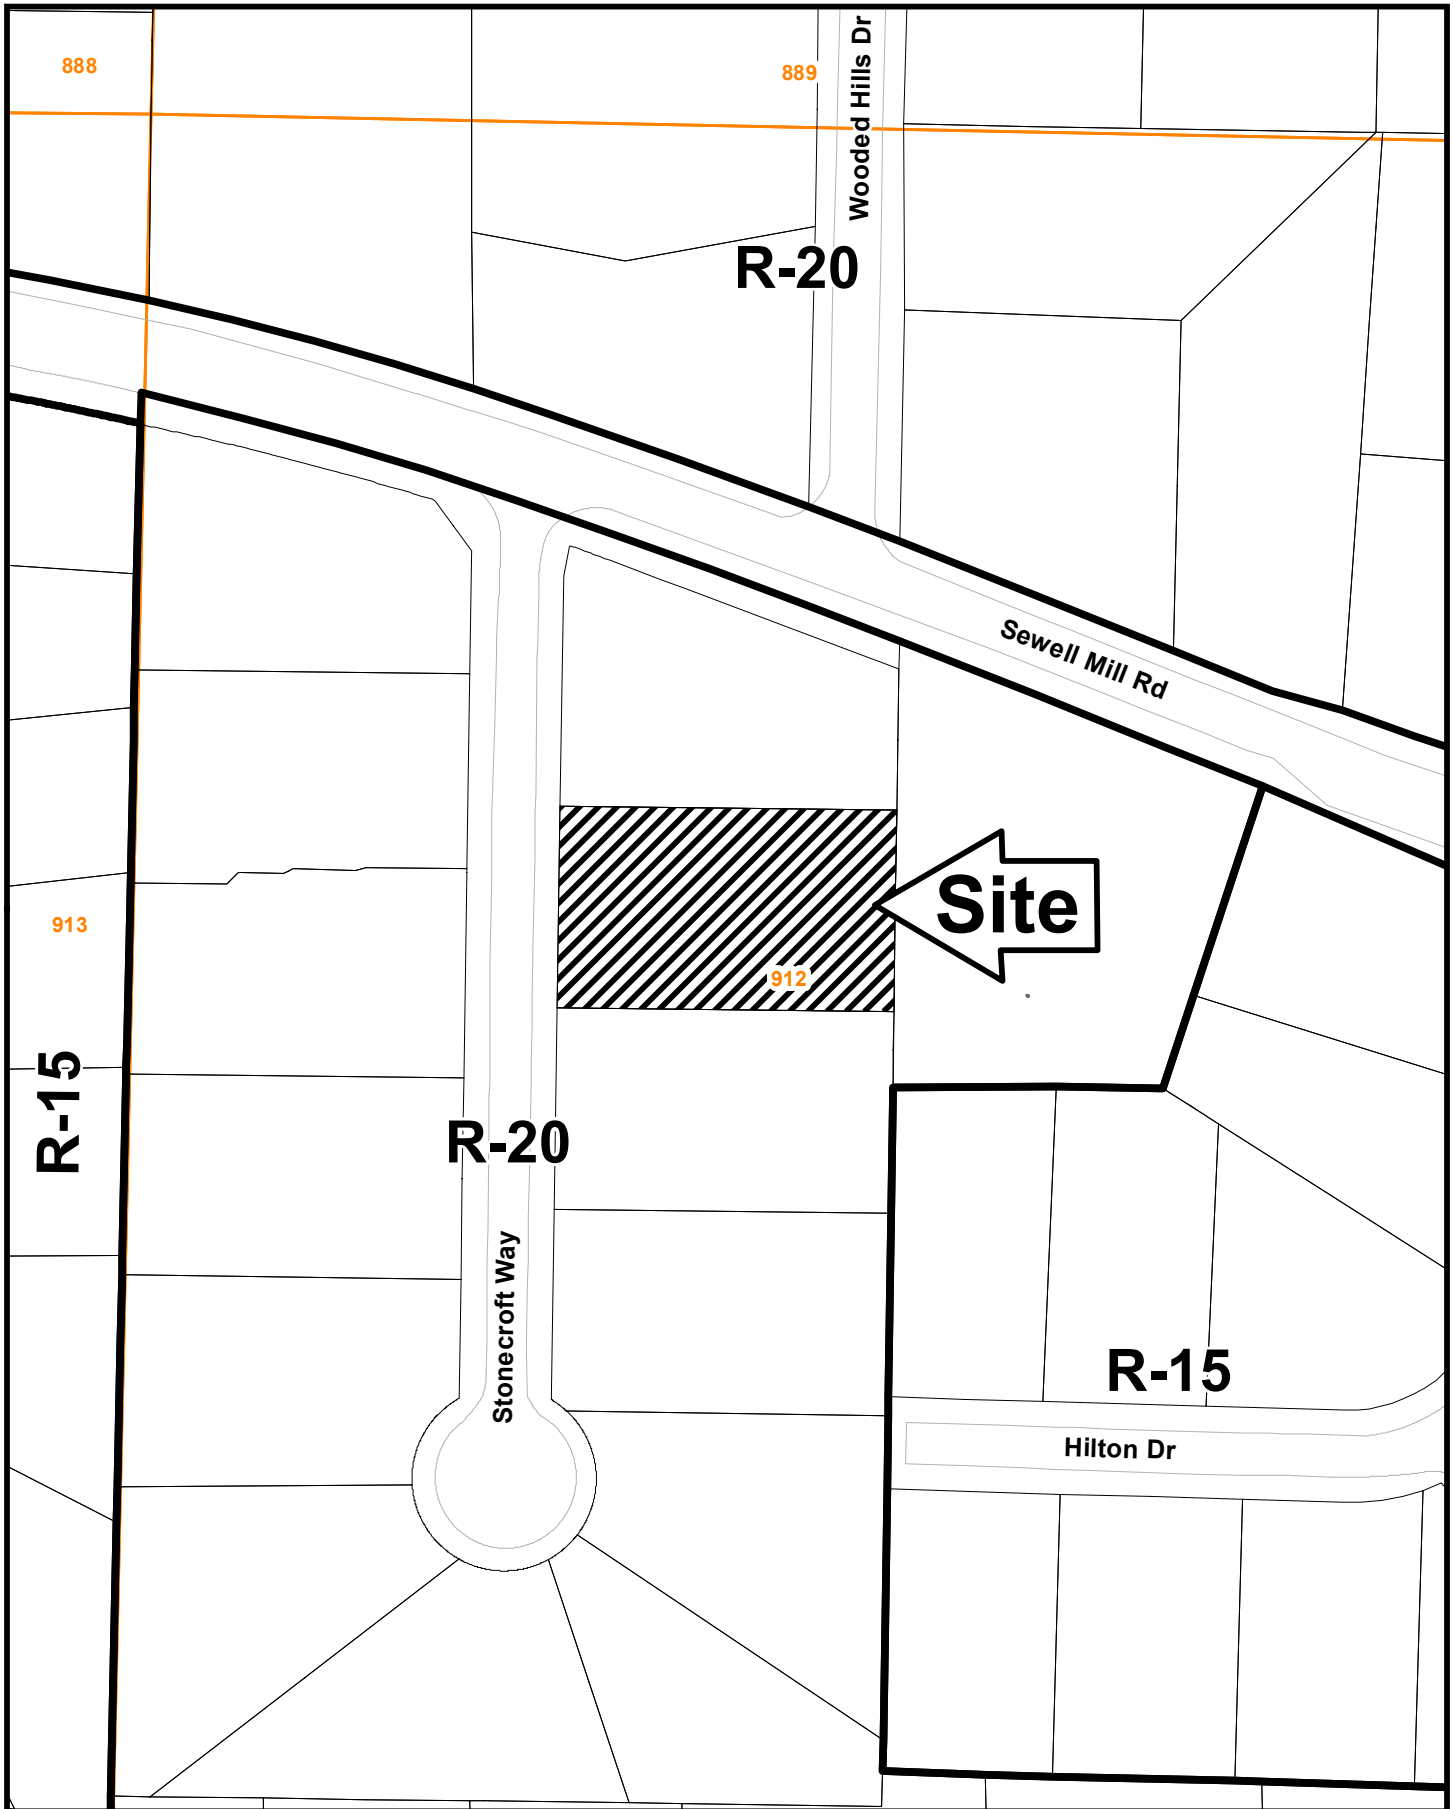 888
889
Wooded Hills Dr
R-20
Sewell Mill Rd
Site
913
912
R-15
R-20
Stonecroft Way
R-15
Hilton Dr